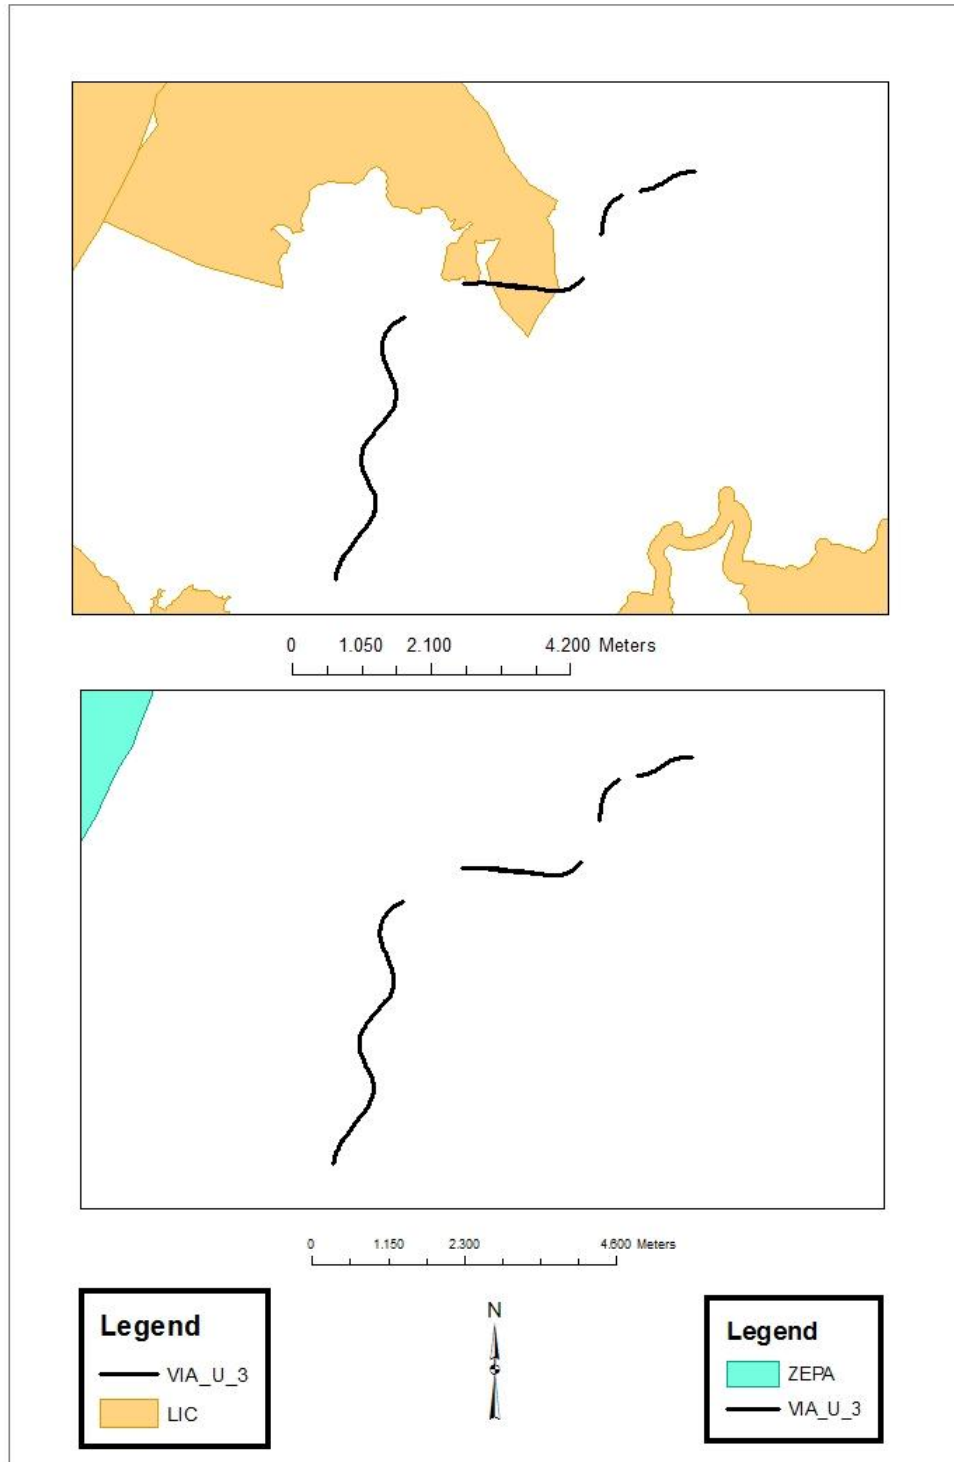 0 1.050 2.100 4.200 Meters
0 1.150 2.300 4.600 Meters
Legend
VIA_U_3
LIC
N
Legend
ZEPA
VIA_U_3